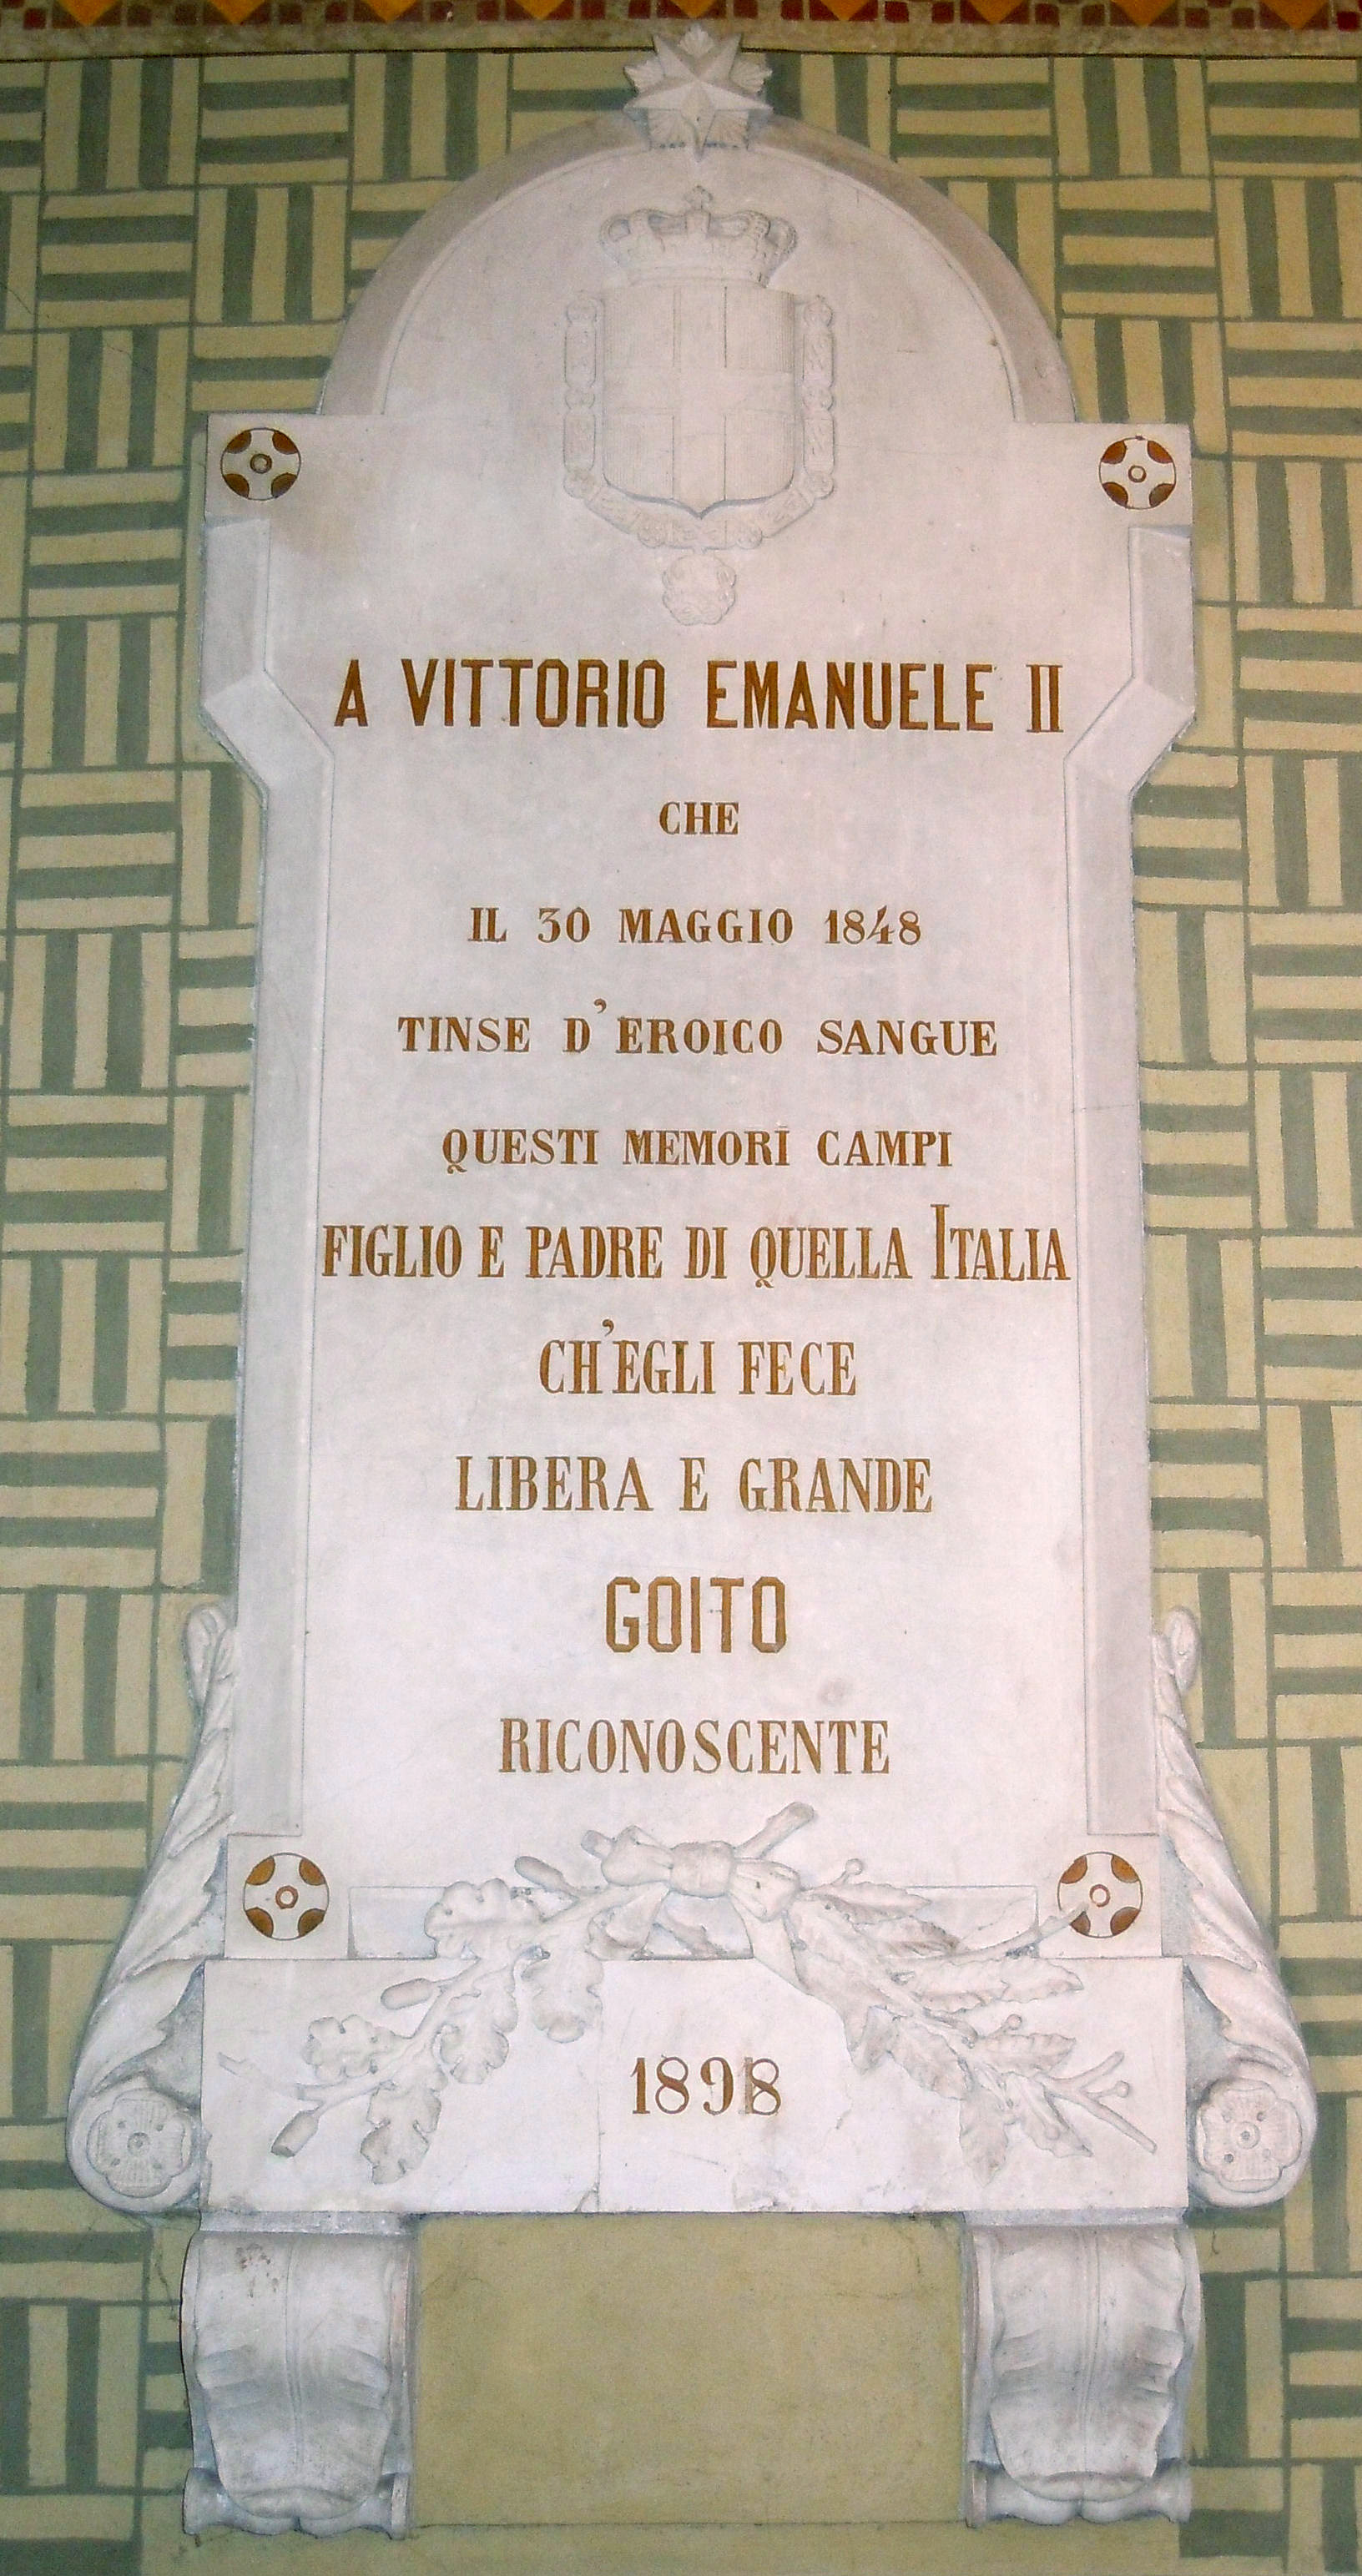 A VITTORIO EMANUELE II
CHE
IL 30 MAGGIO 1848
TINSE D'EROICO SANGUE
QUESTI MEMORI CAMPI
FIGLIO E PADRE DI QUELLA ITALIA
CH'EGLI FECE
LIBERA E GRANDE
GOITO
RICONOSCENTE
1898